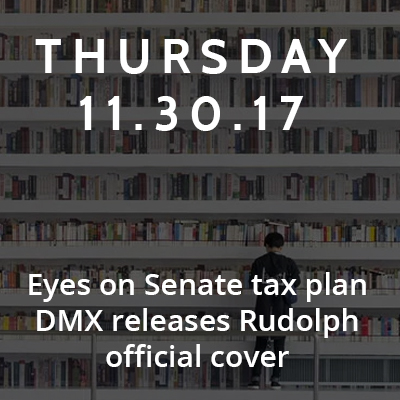 THURSDAY
11.30.17
Eyes on Senate tax plan
DMX releases Rudolph
official cover